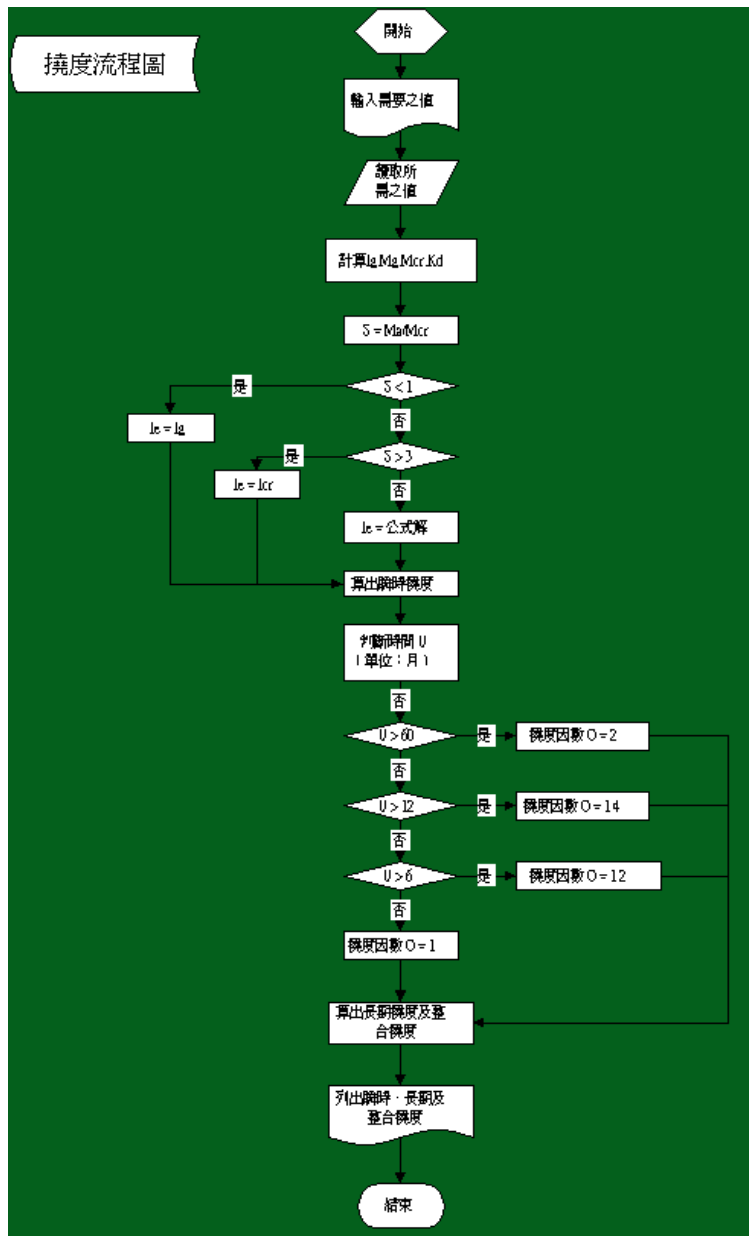 開始
撓度流程圖
輸入需要之值
讀取所
需之值
計算Ig.Mg.Mcr.Kd
S = Ma/Mcr
是
S < 1
否
Ie = Ig
是
S > 3
否
Ie = Icr
Ie = 公式解
算出瞬時撓度
判斷時間 U
(單位：月)
否
U > 60
是
撓度因數 O = 2
否
U > 12
是
撓度因數 O = 14
否
U > 6
是
撓度因數 O = 12
否
撓度因數 O = 1
算出長期撓度及整
合撓度
列出瞬時、長期及
整合撓度
結束